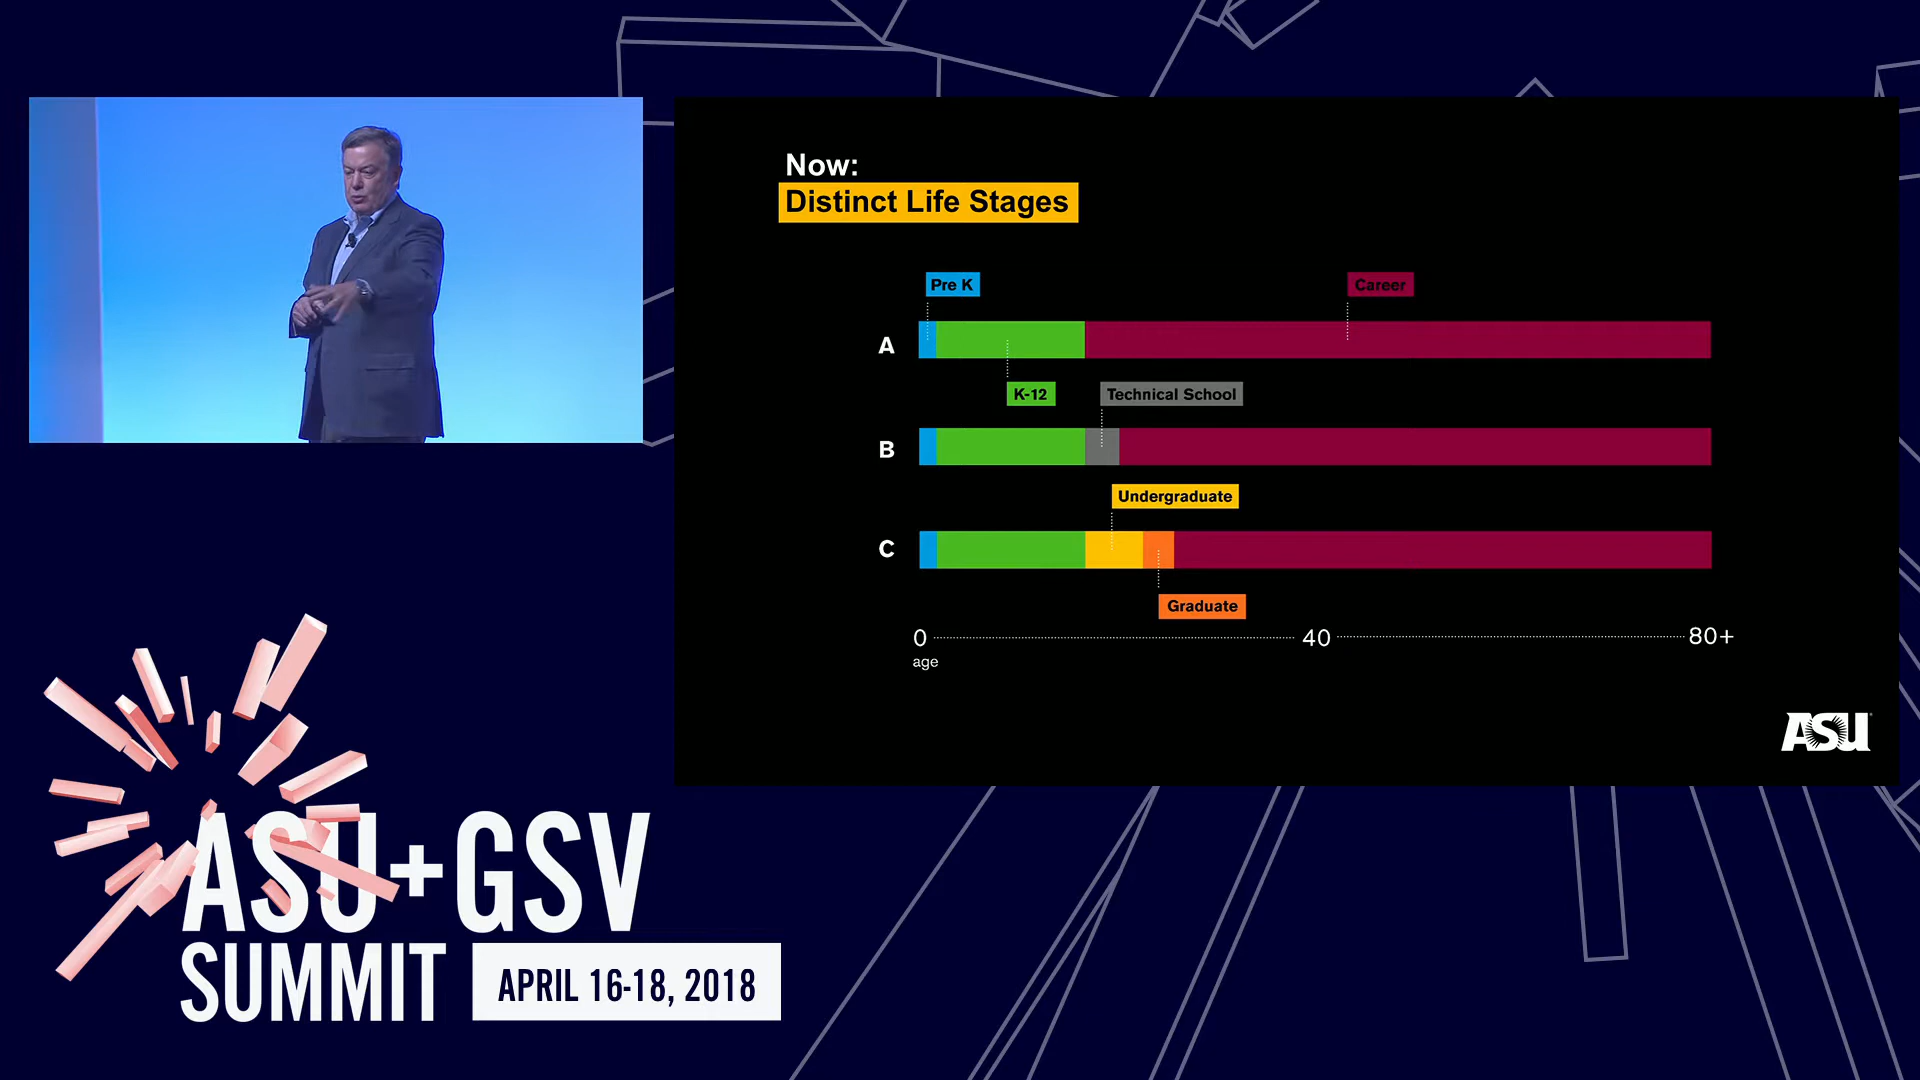 Now:
Distinct Life Stages
Pre K
Career
A
K-12
Technical School
B
Undergraduate
C
Graduate
0
40
80+
age
ASU
ASU+GSV
SUMMIT
APRIL 16-18, 2018